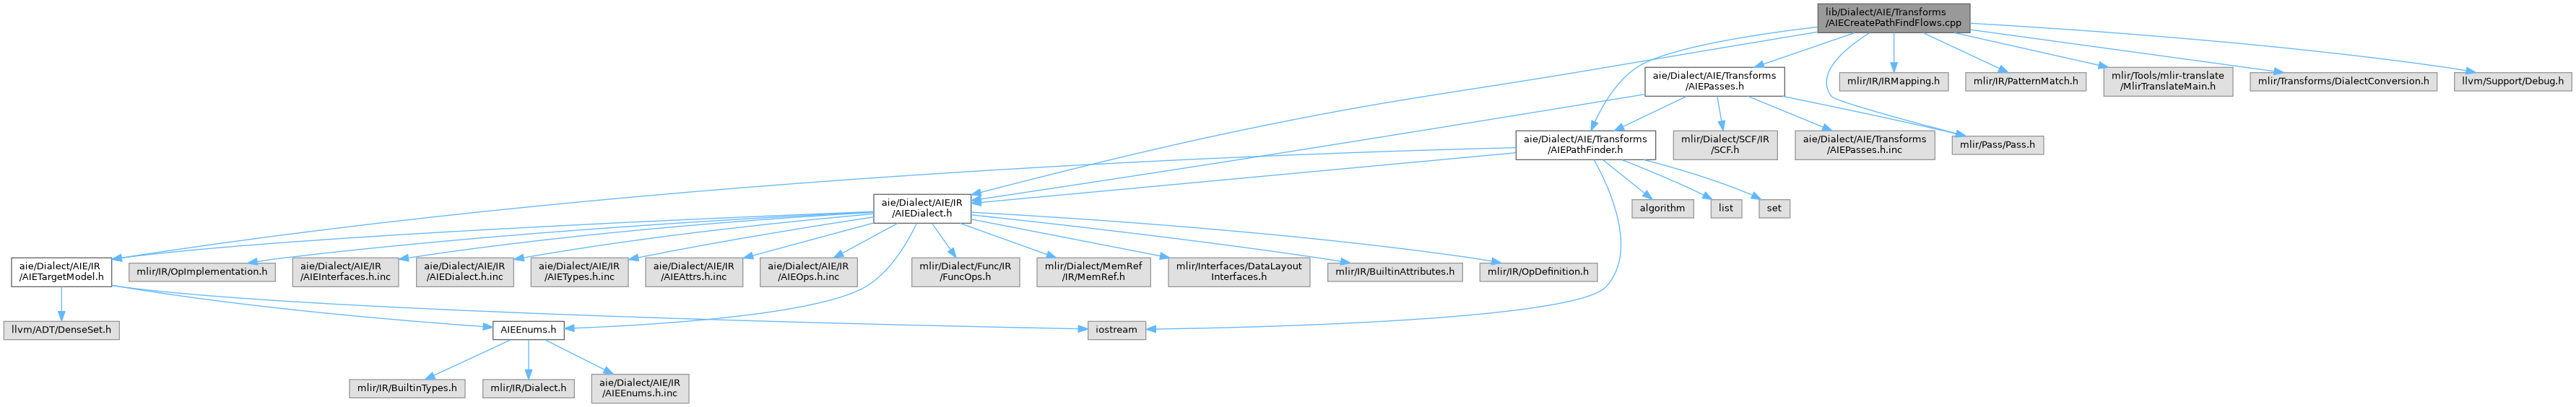 lib/Dialect/AIE/Transforms
/AIECreatePathFindFlows.cpp
aie/Dialect/AIE/Transforms
/AIEPasses.h
mlir/IR/IRMapping.h
mlir/IR/PatternMatch.h
mlir/Tools/mlir-translate
/MlirTranslateMain.h
mlir/Transforms/DialectConversion.h
llvm/Support/Debug.h
aie/Dialect/AIE/Transforms
/AIEPathFinder.h
mlir/Dialect/SCF/IR
/SCF.h
aie/Dialect/AIE/Transforms
/AIEPasses.h.inc
mlir/Pass/Pass.h
aie/Dialect/AIE/IR
/AIEDialect.h
algorithm
list
set
aie/Dialect/AIE/IR
/AIETargetModel.h
mlir/IR/OpImplementation.h
aie/Dialect/AIE/IR
/AIEInterfaces.h.inc
aie/Dialect/AIE/IR
/AIEDialect.h.inc
aie/Dialect/AIE/IR
/AIETypes.h.inc
aie/Dialect/AIE/IR
/AIEAttrs.h.inc
aie/Dialect/AIE/IR
/AIEOps.h.inc
mlir/Dialect/Func/IR
/FuncOps.h
mlir/Dialect/MemRef
/IR/MemRef.h
mlir/Interfaces/DataLayout
Interfaces.h
mlir/IR/BuiltinAttributes.h
mlir/IR/OpDefinition.h
llvm/ADT/DenseSet.h
AIEEnums.h
iostream
mlir/IR/BuiltinTypes.h
mlir/IR/Dialect.h
aie/Dialect/AIE/IR
/AIEEnums.h.inc